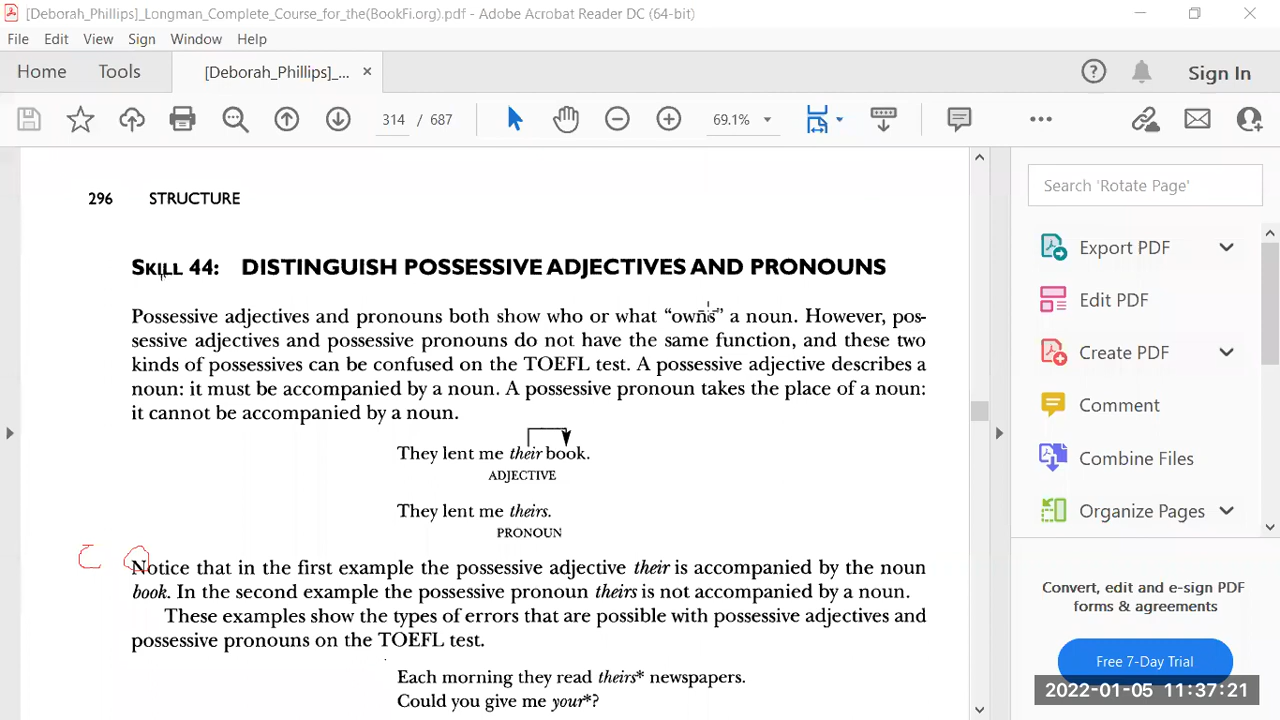 [Deborah_Phillips]_Longman_Complete_Course_for_the(BookFi.org).pdf - Adobe Acrobat Reader DC (64-bit)
File Edit View Sign Window Help
Home Tools [Deborah_Phillips]_... × Sign In
314 / 687 69.1%
Search 'Rotate Page'
Export PDF
Edit PDF
Create PDF
Comment
Combine Files
Organize Pages
Convert, edit and e-sign PDF
forms & agreements
Free 7-Day Trial
296 STRUCTURE
SKILL 44: DISTINGUISH POSSESSIVE ADJECTIVES AND PRONOUNS
Possessive adjectives and pronouns both show who or what “owns” a noun. However, pos-
sessive adjectives and possessive pronouns do not have the same function, and these two
kinds of possessives can be confused on the TOEFL test. A possessive adjective describes a
noun: it must be accompanied by a noun. A possessive pronoun takes the place of a noun:
it cannot be accompanied by a noun.
They lent me their book.
ADJECTIVE
They lent me theirs.
PRONOUN
Notice that in the first example the possessive adjective their is accompanied by the noun
book. In the second example the possessive pronoun theirs is not accompanied by a noun.
These examples show the types of errors that are possible with possessive adjectives and
possessive pronouns on the TOEFL test.
Each morning they read theirs* newspapers.
Could you give me your*?
2022-01-05 11:37:21